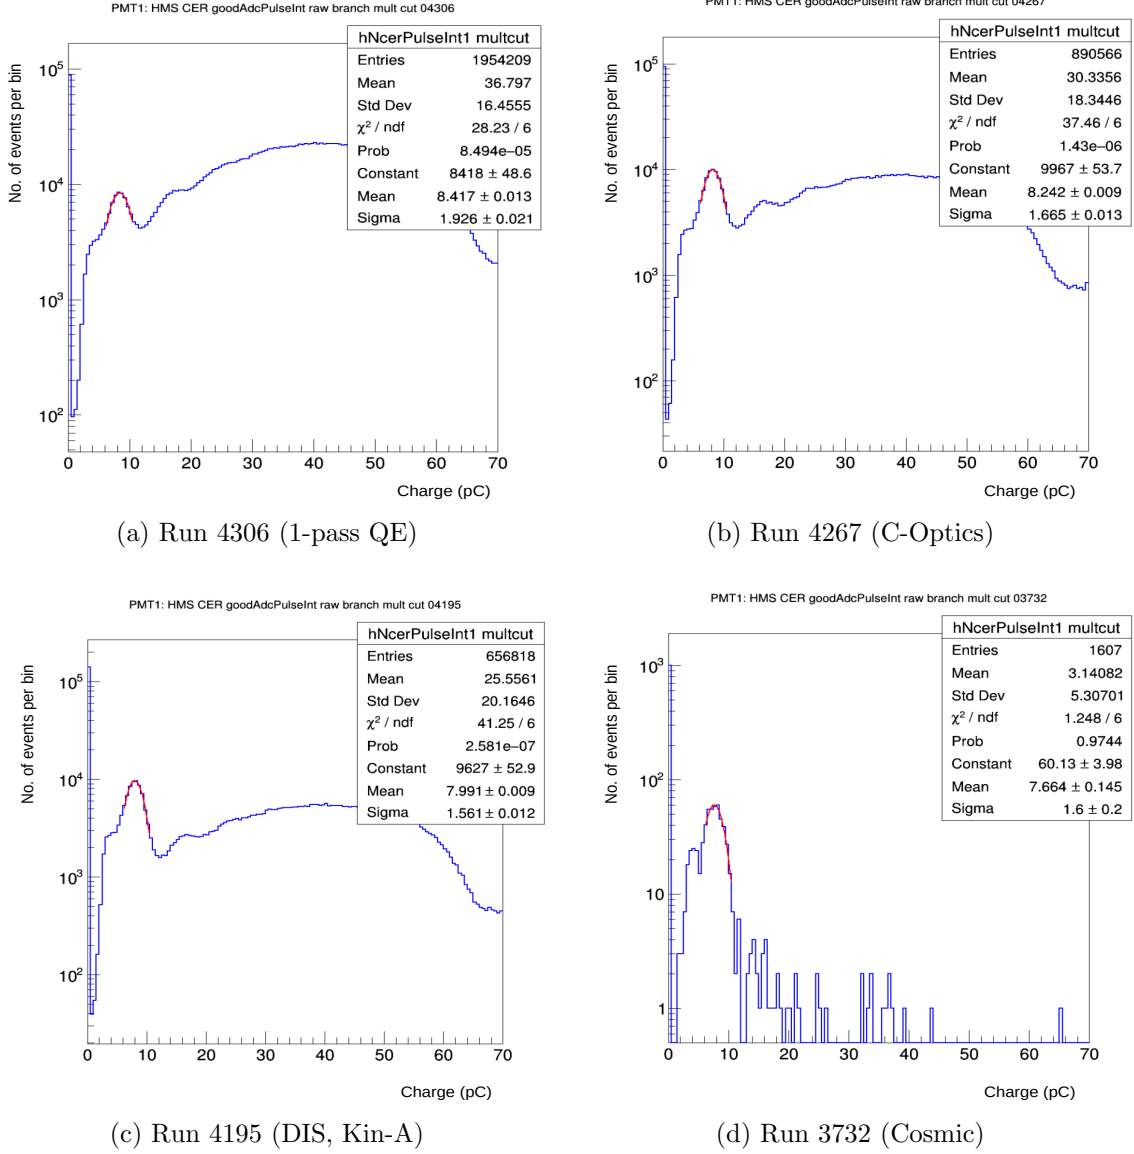 PMT1: HMS CER goodAdcPulseInt raw branch mult cut 04306
hNcerPulseInt1 multcut
Entries 1954209
Mean 36.797
Std Dev 16.4555
χ² / ndf 28.23 / 6
Prob 8.494e−05
Constant 8418 ± 48.6
Mean 8.417 ± 0.013
Sigma 1.926 ± 0.021
No. of events per bin
10⁵
10⁴
10³
10²
0 10 20 30 40 50 60 70
Charge (pC)
(a) Run 4306 (1-pass QE)
PMT1: HMS CER goodAdcPulseInt raw branch mult cut 04267
hNcerPulseInt1 multcut
Entries 890566
Mean 30.3356
Std Dev 18.3446
χ² / ndf 37.46 / 6
Prob 1.43e−06
Constant 9967 ± 53.7
Mean 8.242 ± 0.009
Sigma 1.665 ± 0.013
No. of events per bin
10⁵
10⁴
10³
10²
0 10 20 30 40 50 60 70
Charge (pC)
(b) Run 4267 (C-Optics)
PMT1: HMS CER goodAdcPulseInt raw branch mult cut 04195
hNcerPulseInt1 multcut
Entries 656818
Mean 25.5561
Std Dev 20.1646
χ² / ndf 41.25 / 6
Prob 2.581e−07
Constant 9627 ± 52.9
Mean 7.991 ± 0.009
Sigma 1.561 ± 0.012
No. of events per bin
10⁵
10⁴
10³
10²
0 10 20 30 40 50 60 70
Charge (pC)
(c) Run 4195 (DIS, Kin-A)
PMT1: HMS CER goodAdcPulseInt raw branch mult cut 03732
hNcerPulseInt1 multcut
Entries 1607
Mean 3.14082
Std Dev 5.30701
χ² / ndf 1.248 / 6
Prob 0.9744
Constant 60.13 ± 3.98
Mean 7.664 ± 0.145
Sigma 1.6 ± 0.2
No. of events per bin
10³
10²
10
1
0 10 20 30 40 50 60 70
Charge (pC)
(d) Run 3732 (Cosmic)